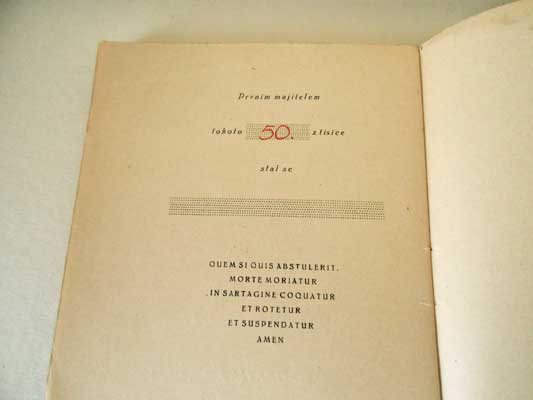 Prvním majitelem
tohoto 50. z tisíce
stal se
QUEM SI QUIS ABSTULERIT,
MORTE MORIATUR
, IN SARTAGINE COQUATUR
ET ROTETUR
ET SUSPENDATUR
AMEN